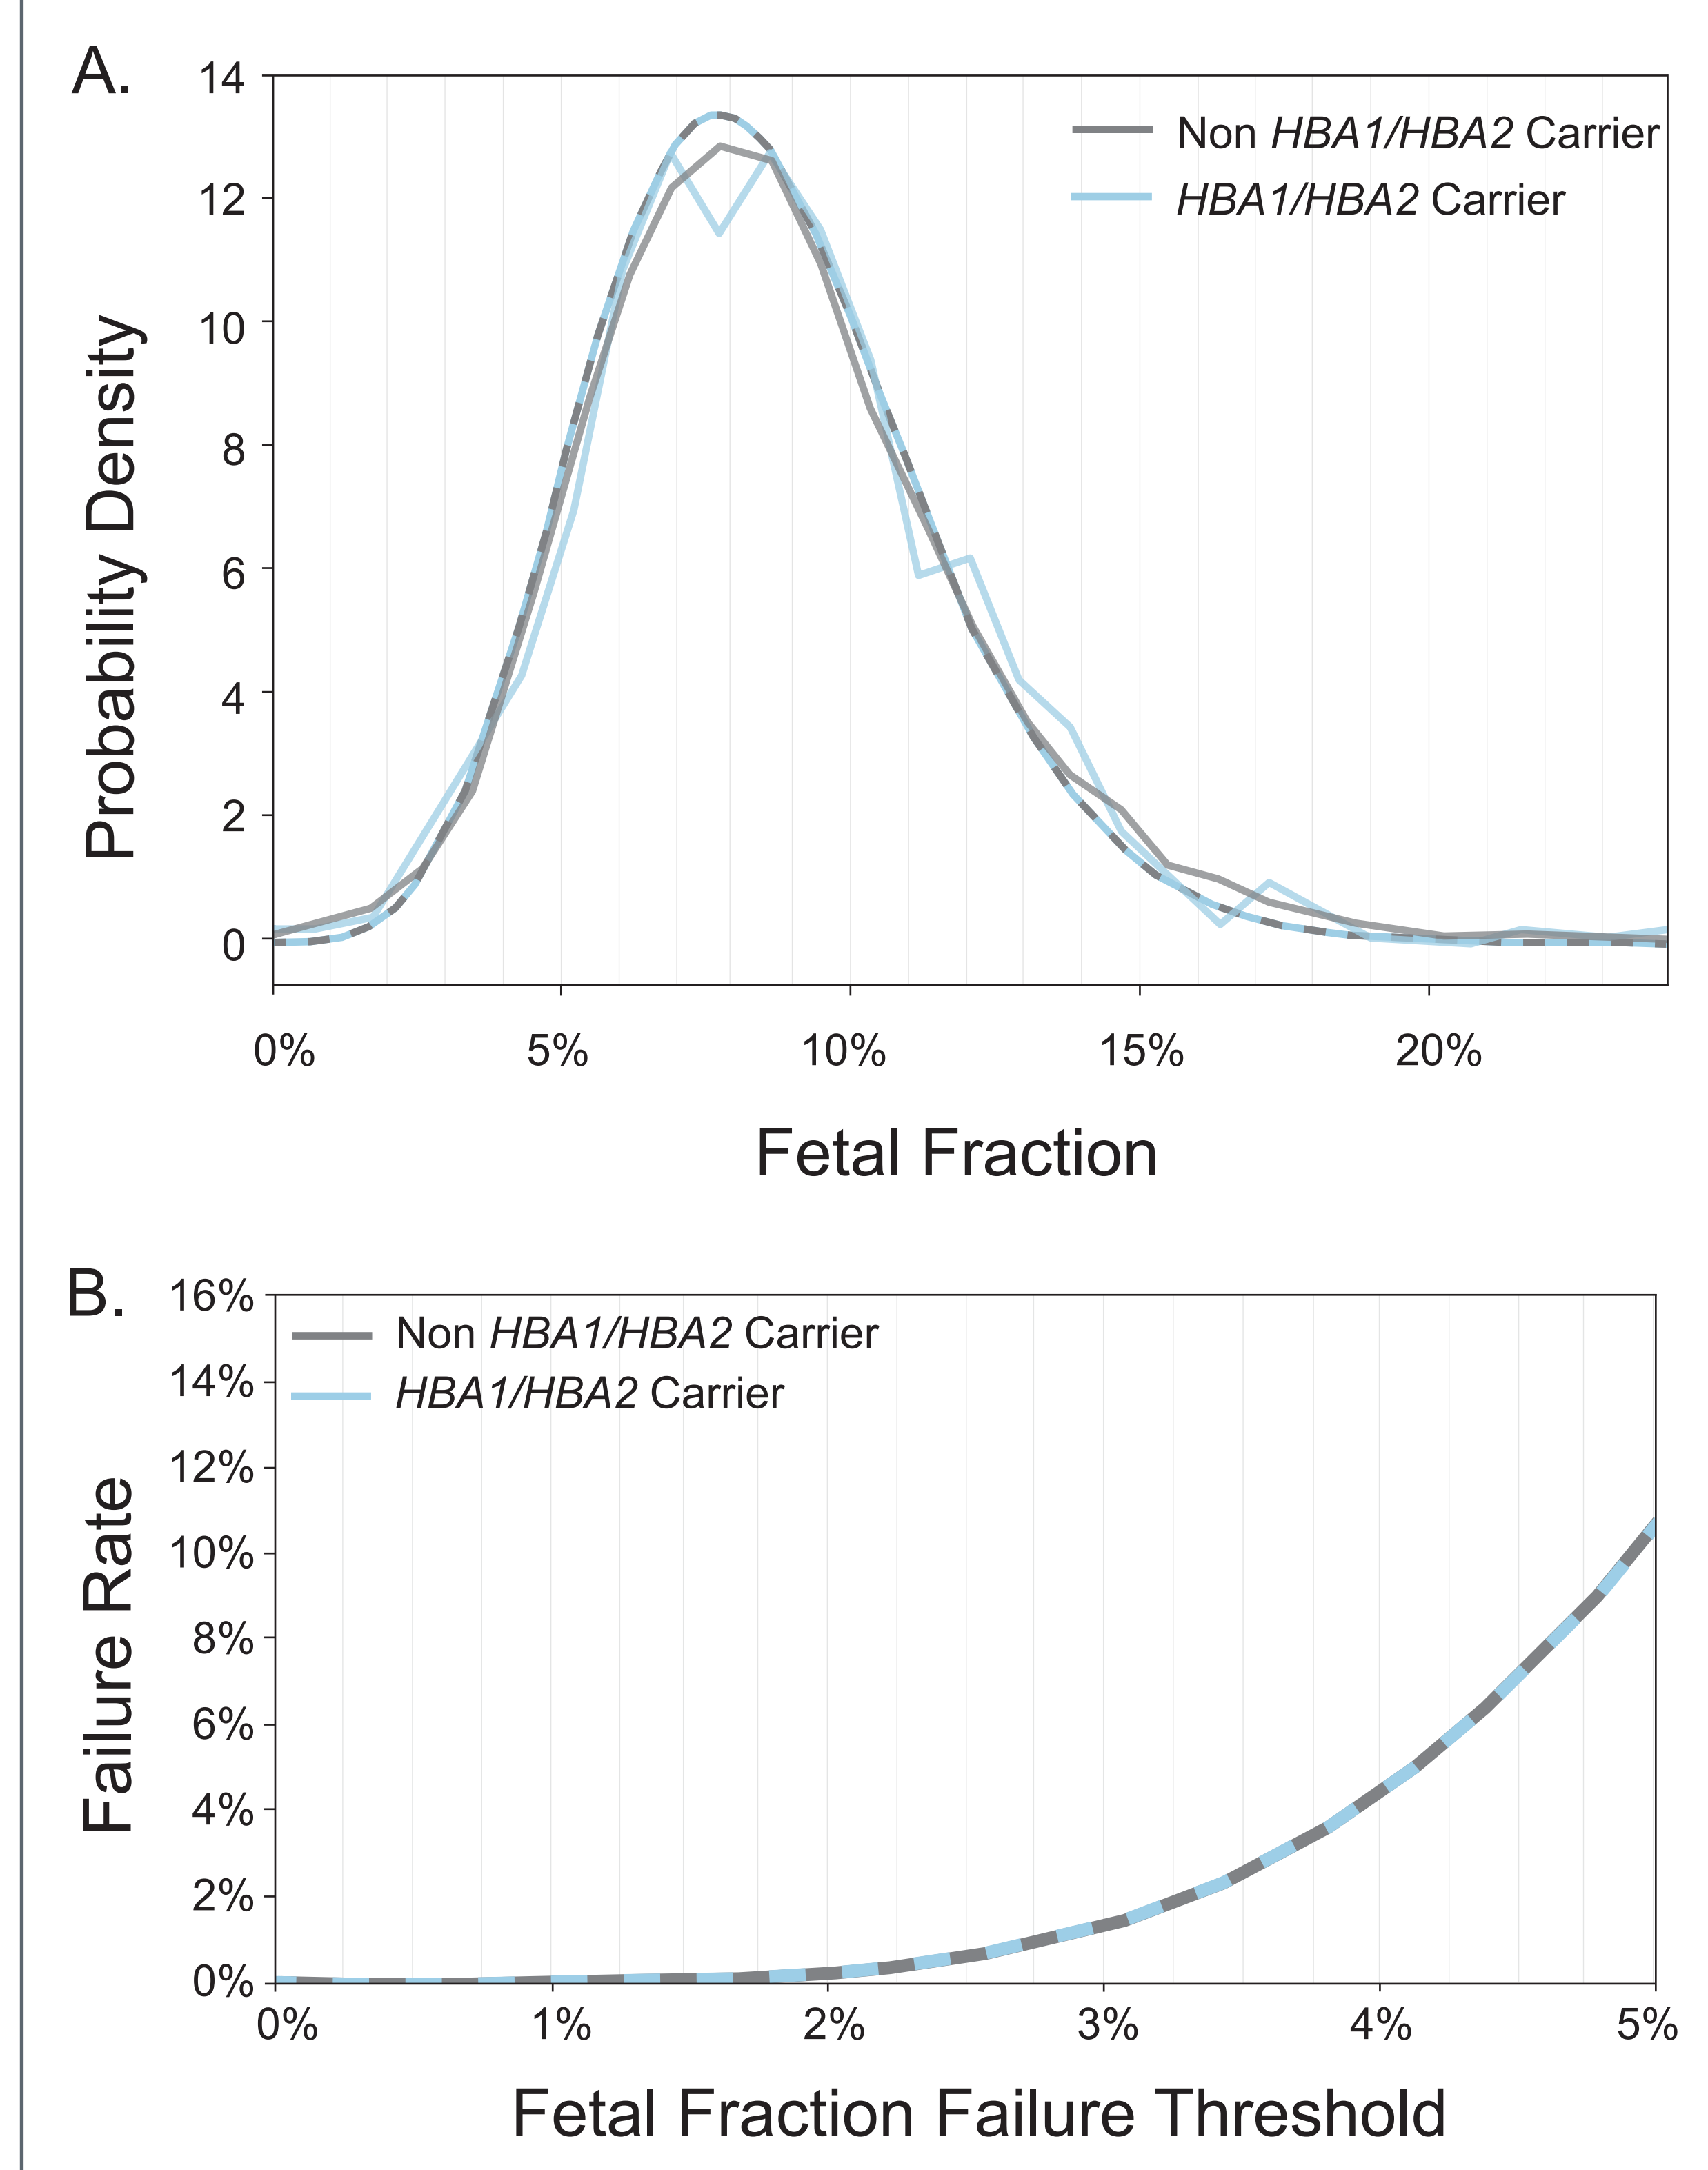 A.
14
12
10
8
6
4
2
0
Probability Density
Non HBA1/HBA2 Carrier
HBA1/HBA2 Carrier
0% 5% 10% 15% 20%
Fetal Fraction
B.
16%
14%
12%
10%
8%
6%
4%
2%
0%
Failure Rate
Non HBA1/HBA2 Carrier
HBA1/HBA2 Carrier
0% 1% 2% 3% 4% 5%
Fetal Fraction Failure Threshold